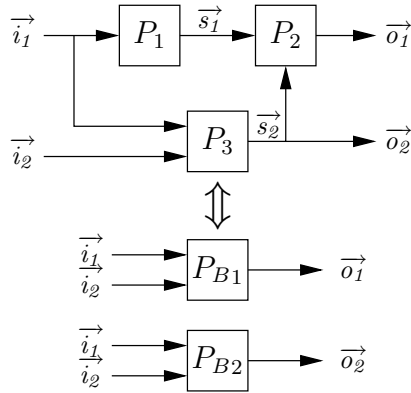 i₁→ P₁ s₁→ P₂ o₁→
i₂→ P₃ s₂→ o₂→
i₁→
i₂→ P_B1 o₁→
i₁→
i₂→ P_B2 o₂→